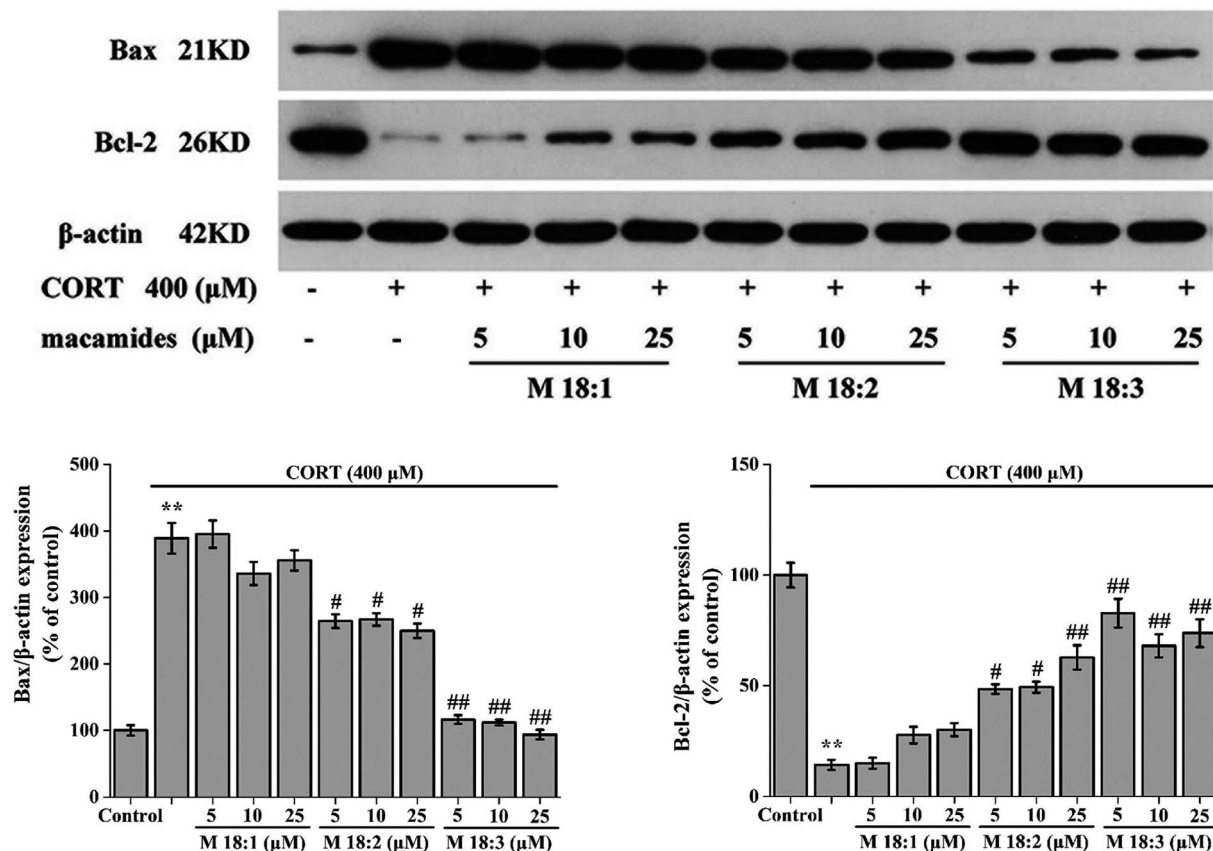 Bax 21KD
Bcl-2 26KD
β-actin 42KD
CORT 400 (μM) - + + + + + + + + + +
macamides (μM) - - 5 10 25 5 10 25 5 10 25
M 18:1 M 18:2 M 18:3
CORT (400 μM)
**
# # #
## ## ##
Bax/β-actin expression
(% of control)
500
400
300
200
100
0
Control 5 10 25 5 10 25 5 10 25
M 18:1 (μM) M 18:2 (μM) M 18:3 (μM)
CORT (400 μM)
**
# # ##
## ## ##
Bcl-2/β-actin expression
(% of control)
150
100
50
0
Control 5 10 25 5 10 25 5 10 25
M 18:1 (μM) M 18:2 (μM) M 18:3 (μM)